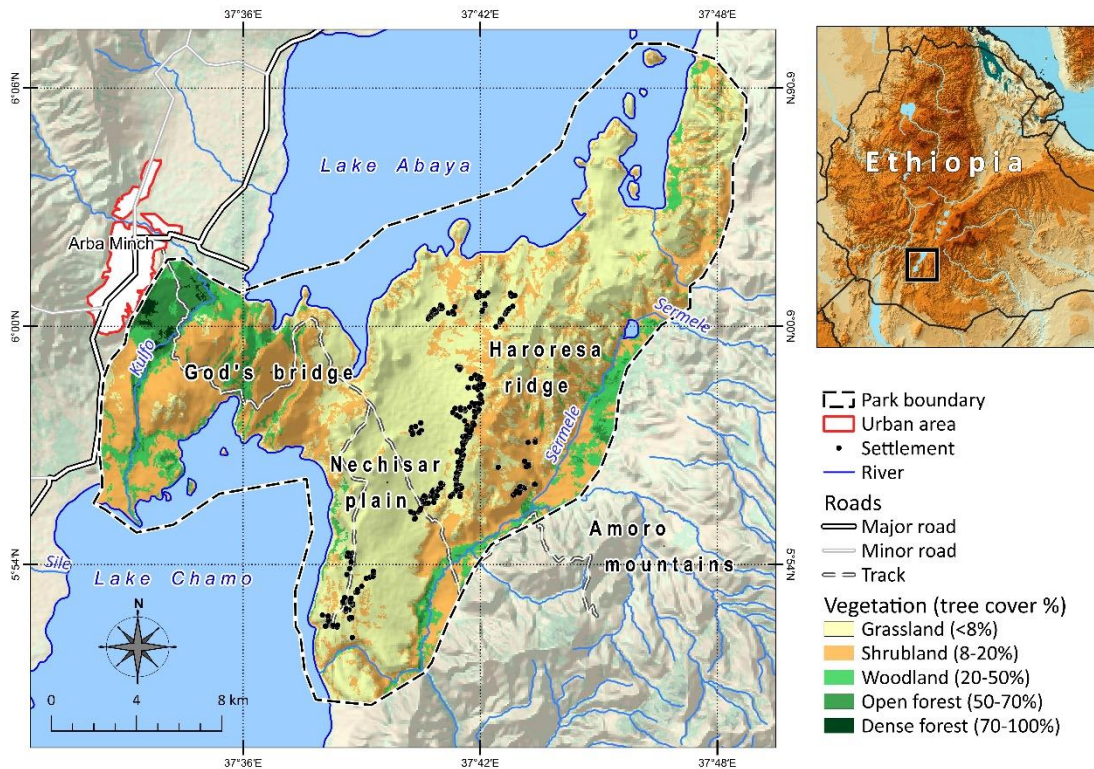 37°36'E
37°42'E
37°48'E
6°06'N
6°06'N
Lake Abaya
Arba Minch
Sermele
6°00'N
6°00'N
Kulfo
God's bridge
Haroresa
ridge
Sermele
Nechisar
plain
Amoro
mountains
5°54'N
5°54'N
Sile
Lake Chamo
N
0
4
8 km
37°36'E
37°42'E
37°48'E
Ethiopia
Park boundary
Urban area
Settlement
River
Roads
Major road
Minor road
Track
Vegetation (tree cover %)
Grassland (<8%)
Shrubland (8-20%)
Woodland (20-50%)
Open forest (50-70%)
Dense forest (70-100%)